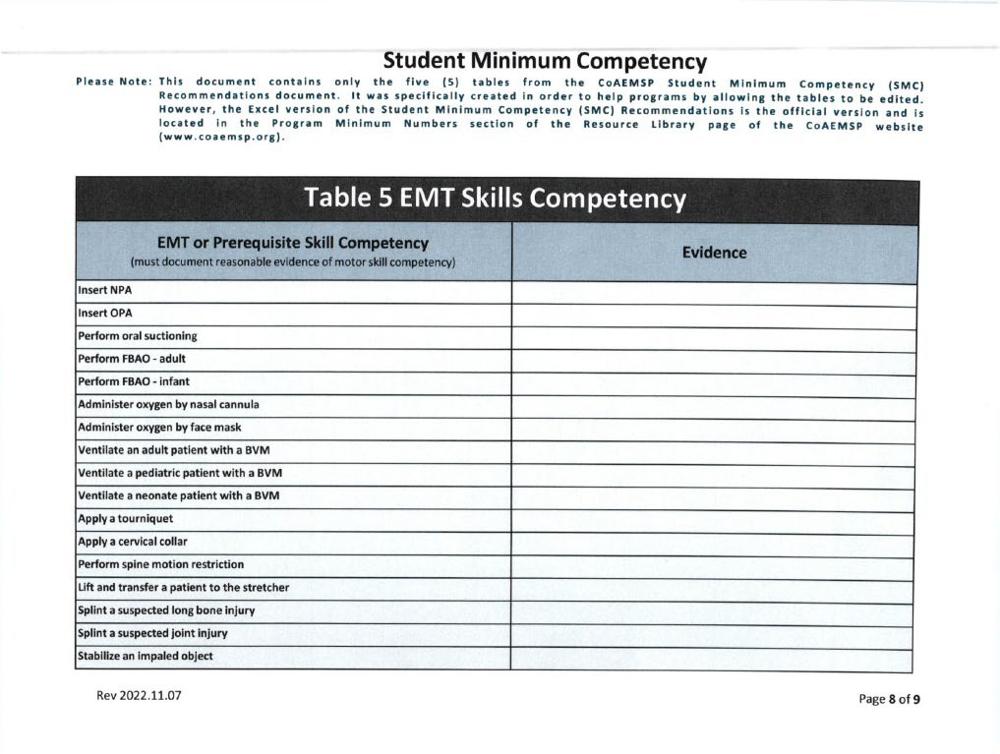 Student Minimum Competency
Please Note: This document contains only the five (5) tables from the CoAEMSP Student Minimum Competency (SMC)
Recommendations document. It was specifically created in order to help programs by allowing the tables to be edited.
However, the Excel version of the Student Minimum Competency (SMC) Recommendations is the official version and is
located in the Program Minimum Numbers section of the Resource Library page of the CoAEMSP website
(www.coaemsp.org).
Table 5 EMT Skills Competency
EMT or Prerequisite Skill Competency
(must document reasonable evidence of motor skill competency)
Evidence
Insert NPA
Insert OPA
Perform oral suctioning
Perform FBAO - adult
Perform FBAO - infant
Administer oxygen by nasal cannula
Administer oxygen by face mask
Ventilate an adult patient with a BVM
Ventilate a pediatric patient with a BVM
Ventilate a neonate patient with a BVM
Apply a tourniquet
Apply a cervical collar
Perform spine motion restriction
Lift and transfer a patient to the stretcher
Splint a suspected long bone injury
Splint a suspected joint injury
Stabilize an impaled object
Rev 2022.11.07
Page 8 of 9